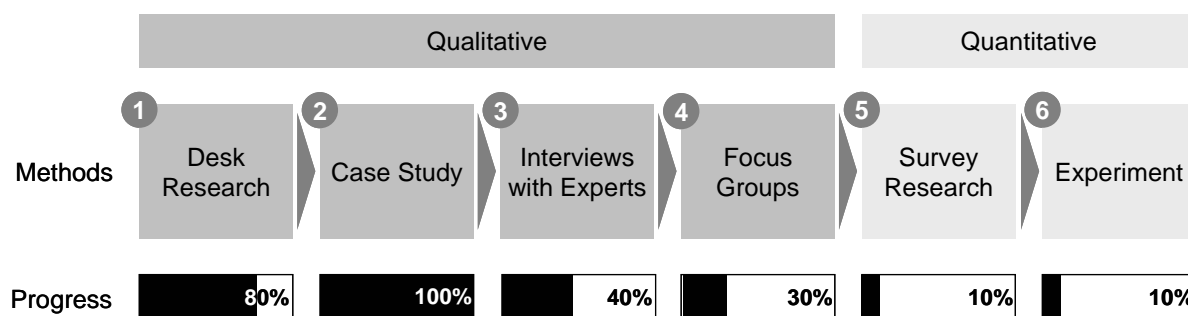 Qualitative
Quantitative
1
2
3
4
5
6
Methods
Desk
Research
Case Study
Interviews
with Experts
Focus
Groups
Survey
Research
Experiment
Progress
80%
100%
40%
30%
10%
10%